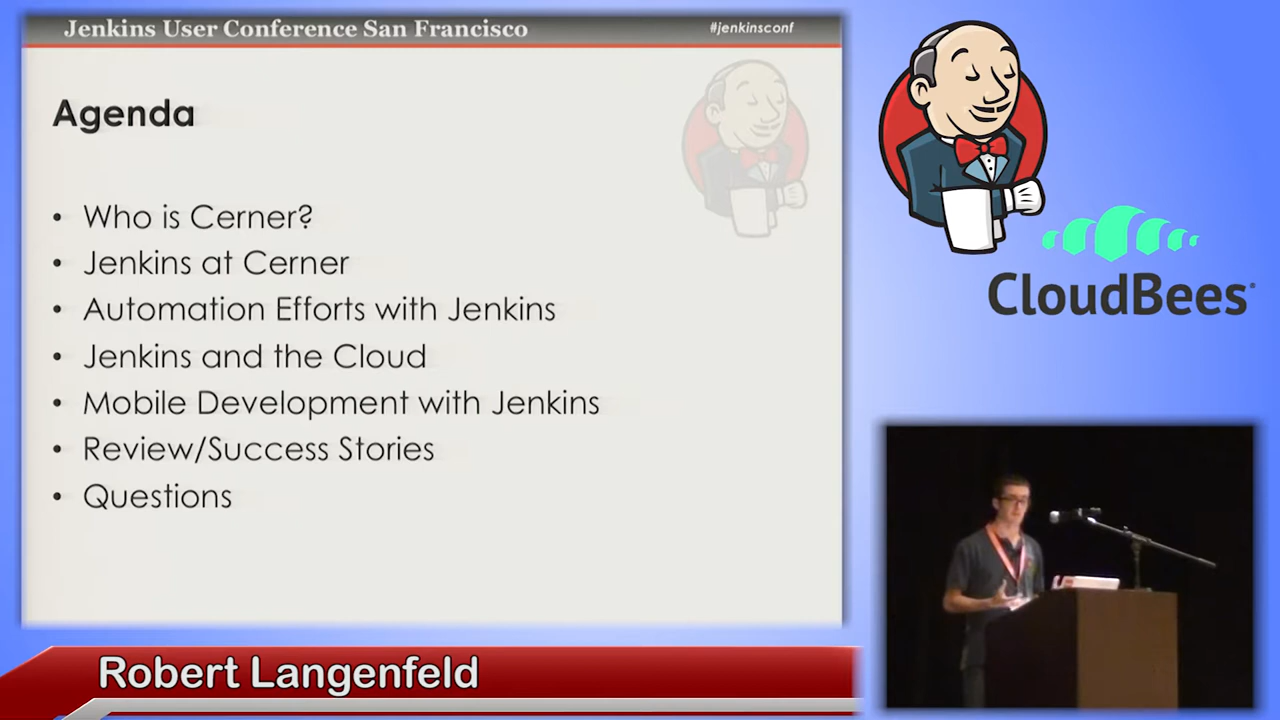 Jenkins User Conference San Francisco
#jenkinsconf
Agenda
• Who is Cerner?
• Jenkins at Cerner
• Automation Efforts with Jenkins
• Jenkins and the Cloud
• Mobile Development with Jenkins
• Review/Success Stories
• Questions
CloudBees
Robert Langenfeld